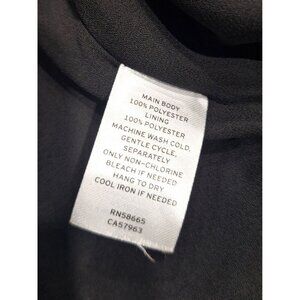 MAIN BODY
100% POLYESTER
LINING
100% POLYESTER
MACHINE WASH COLD,
GENTLE CYCLE,
SEPARATELY
ONLY NON-CHLORINE
BLEACH IF NEEDED
HANG TO DRY
COOL IRON IF NEEDED
RN58665
CA57963